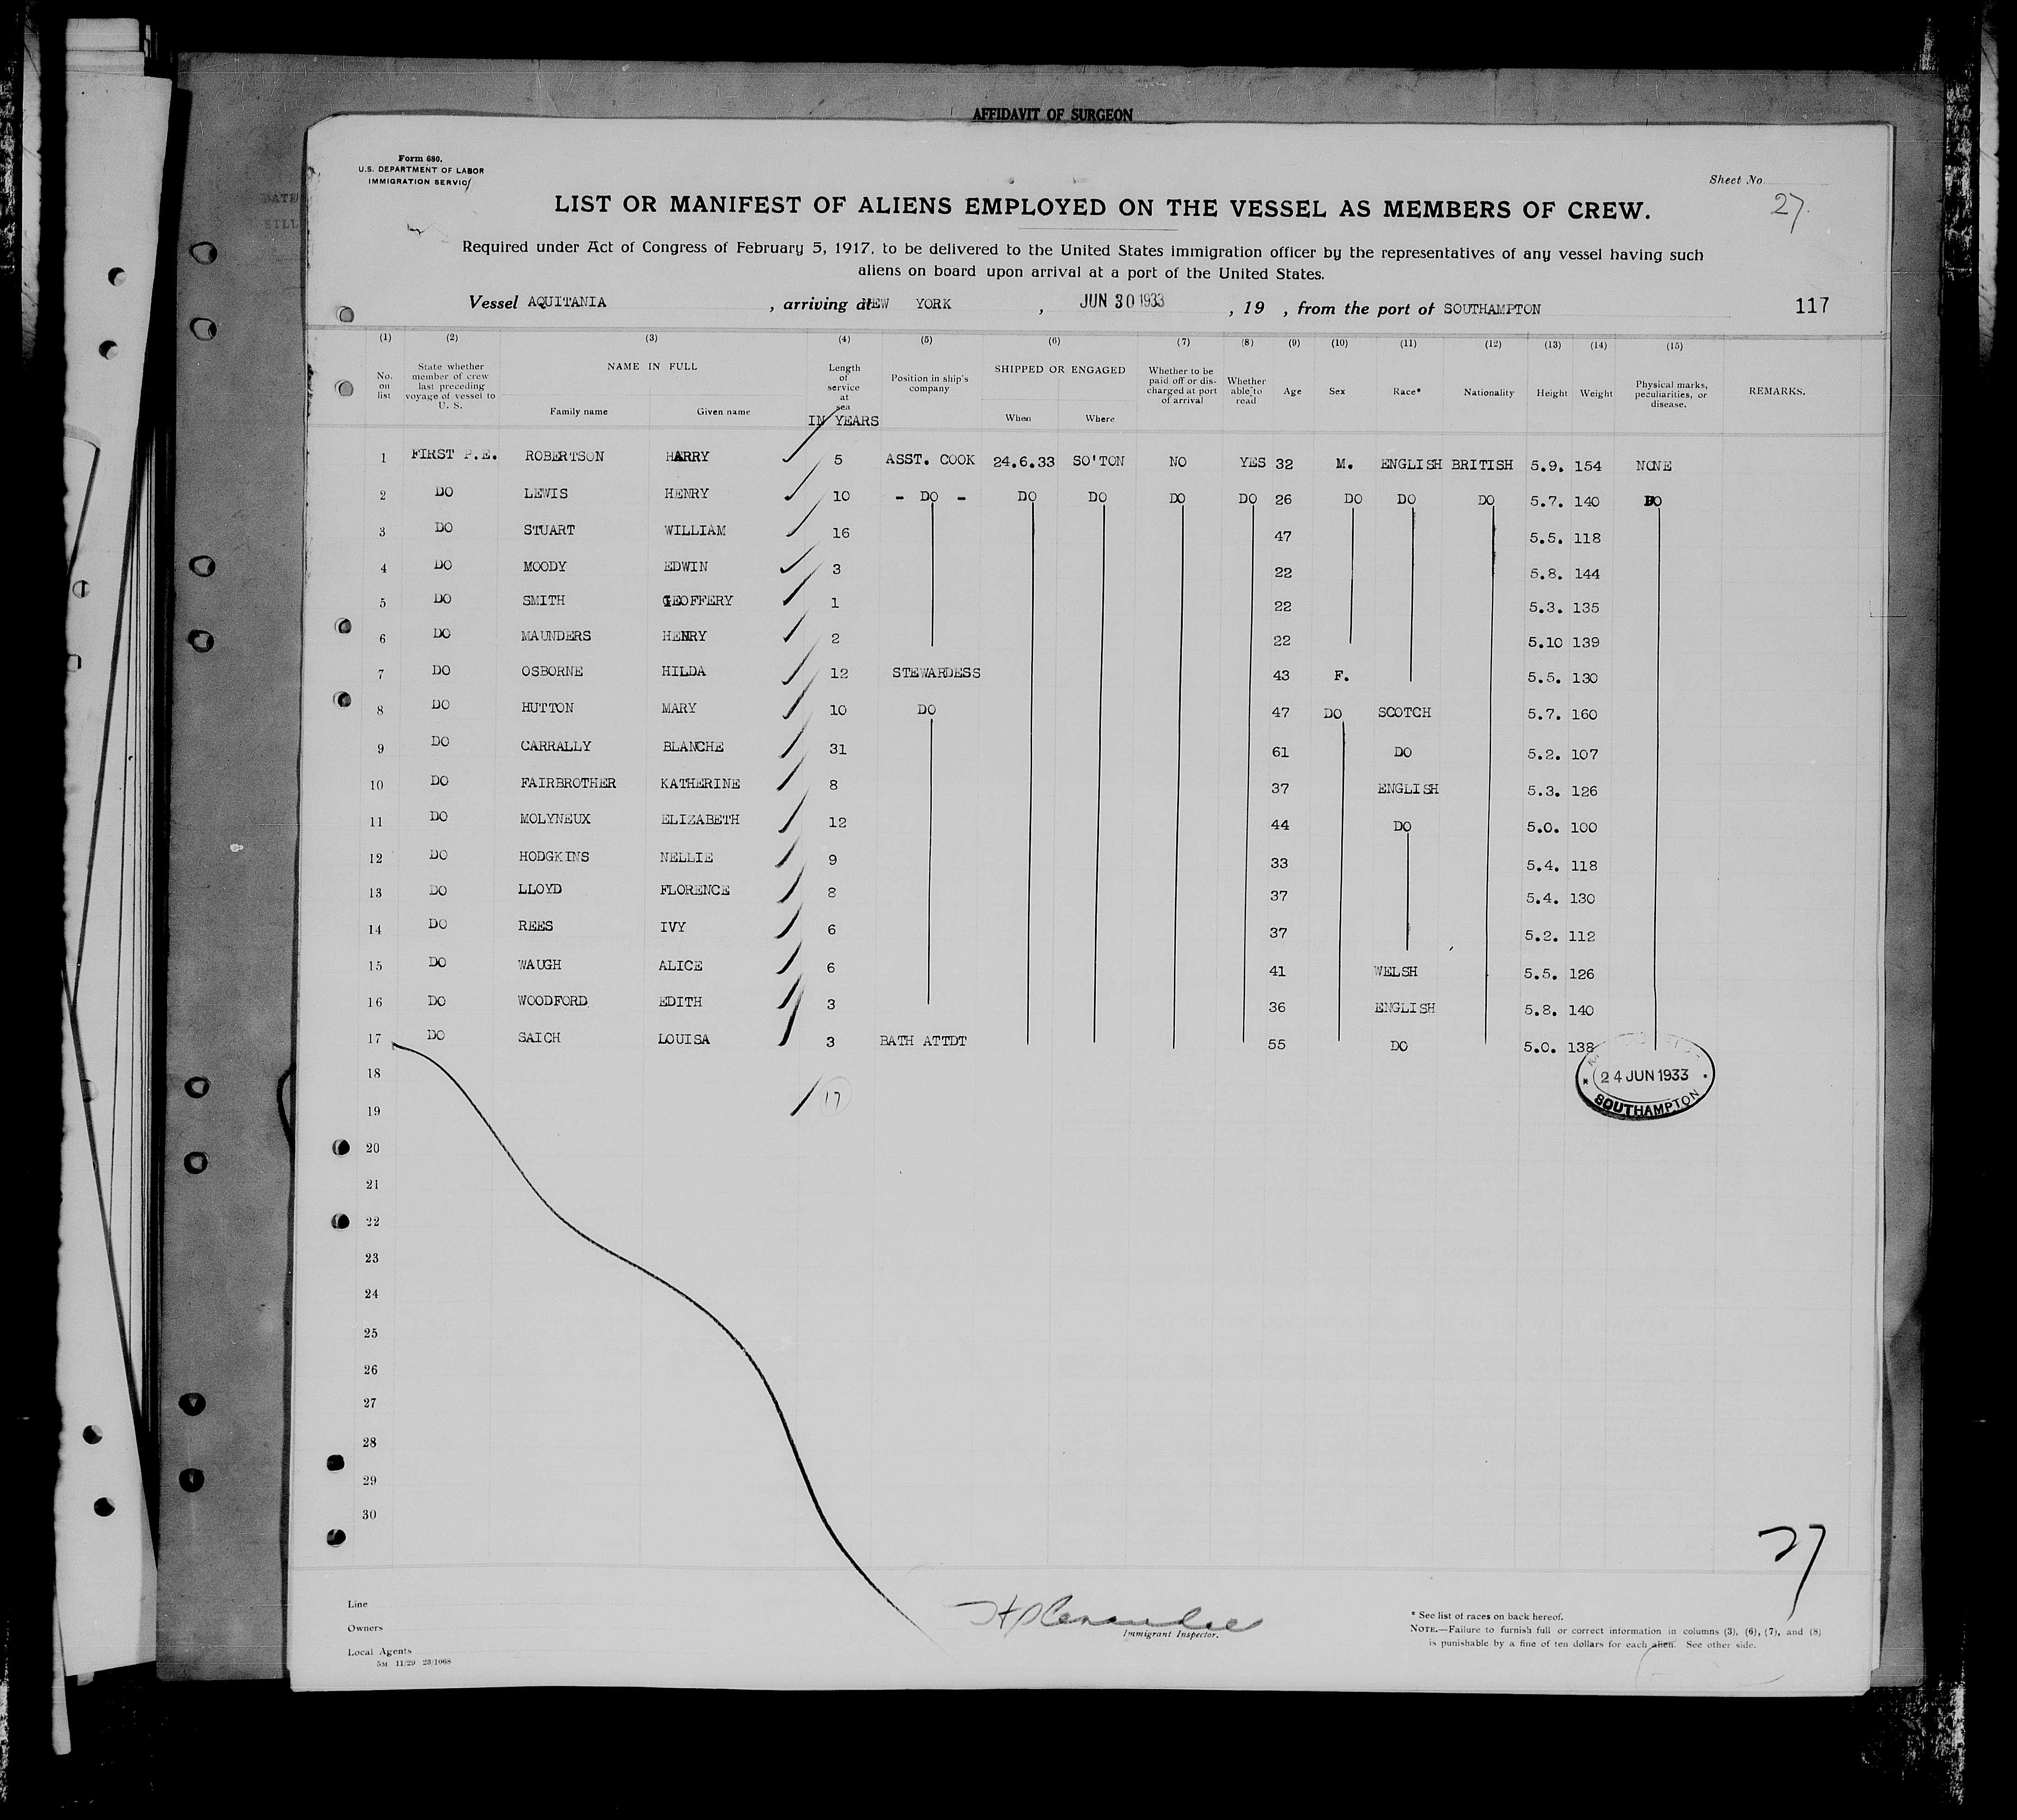 AFFIDAVIT OF SURGEON
Form 680.
U.S. DEPARTMENT OF LABOR
IMMIGRATION SERVIC
Sheet No.
27.
LIST OR MANIFEST OF ALIENS EMPLOYED ON THE VESSEL AS MEMBERS OF CREW.
Required under Act of Congress of February 5, 1917, to be delivered to the United States immigration officer by the representatives of any vessel having such
aliens on board upon arrival at a port of the United States.
Vessel AQUITANIA , arriving at NEW YORK , JUN 30 1933 , 19 , from the port of SOUTHAMPTON 117
(1) (2) (3) (4) (5) (6) (7) (8) (9) (10) (11) (12) (13) (14) (15)
No. on list State whether member of crew last preceding voyage of vessel to U. S. NAME IN FULL Family name Given name Length of service at sea IN YEARS Position in ship's company SHIPPED OR ENGAGED When Where Whether to be paid off or discharged at port of arrival Whether able to read Age Sex Race* Nationality Height Weight Physical marks, peculiarities, or disease. REMARKS.
1 FIRST P.E. ROBERTSON HARRY 5 ASST. COOK 24.6.33 SO'TON NO YES 32 M. ENGLISH BRITISH 5.9. 154 NONE
2 DO LEWIS HENRY 10 - DO - DO DO DO DO 26 DO DO DO 5.7. 140 DO
3 DO STUART WILLIAM 16 47 5.5. 118
4 DO MOODY EDWIN 3 22 5.8. 144
5 DO SMITH GEOFFERY 1 22 5.3. 135
6 DO MAUNDERS HENRY 2 22 5.10 139
7 DO OSBORNE HILDA 12 STEWARDESS 43 F. 5.5. 130
8 DO HUTTON MARY 10 DO 47 DO SCOTCH 5.7. 160
9 DO CARRALLY BLANCHE 31 61 DO 5.2. 107
10 DO FAIRBROTHER KATHERINE 8 37 ENGLISH 5.3. 126
11 DO MOLYNEUX ELIZABETH 12 44 DO 5.0. 100
12 DO HODGKINS NELLIE 9 33 5.4. 118
13 DO LLOYD FLORENCE 8 37 5.4. 130
14 DO REES IVY 6 37 5.2. 112
15 DO WAUGH ALICE 6 41 WELSH 5.5. 126
16 DO WOODFORD EDITH 3 36 ENGLISH 5.8. 140
17 DO SAICH LOUISA 3 BATH ATTDT 55 DO 5.0. 138
18
17
24 JUN 1933
SOUTHAMPTON
19
20
21
22
23
24
25
26
27
28
29
30
27
Line
Owners
Local Agents
5M 11/29 23/1068
Immigrant Inspector.
* See list of races on back hereof.
NOTE.—Failure to furnish full or correct information in columns (3), (6), (7), and (8)
is punishable by a fine of ten dollars for each alien. See other side.